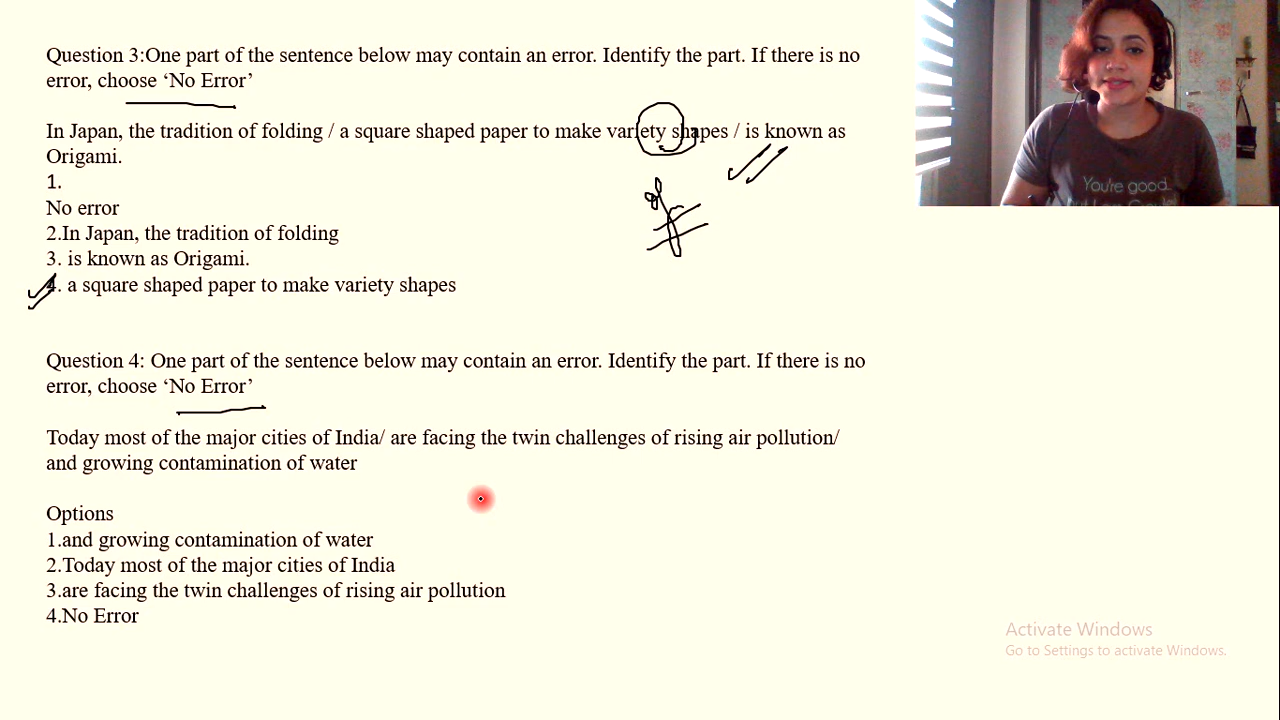 Question 3:One part of the sentence below may contain an error. Identify the part. If there is no
error, choose ‘No Error’
In Japan, the tradition of folding / a square shaped paper to make variety shapes / is known as
Origami.
1.
No error
2.In Japan, the tradition of folding
3. is known as Origami.
4. a square shaped paper to make variety shapes
Question 4: One part of the sentence below may contain an error. Identify the part. If there is no
error, choose ‘No Error’
Today most of the major cities of India/ are facing the twin challenges of rising air pollution/
and growing contamination of water
Options
1.and growing contamination of water
2.Today most of the major cities of India
3.are facing the twin challenges of rising air pollution
4.No Error
You're good
Activate Windows
Go to Settings to activate Windows.